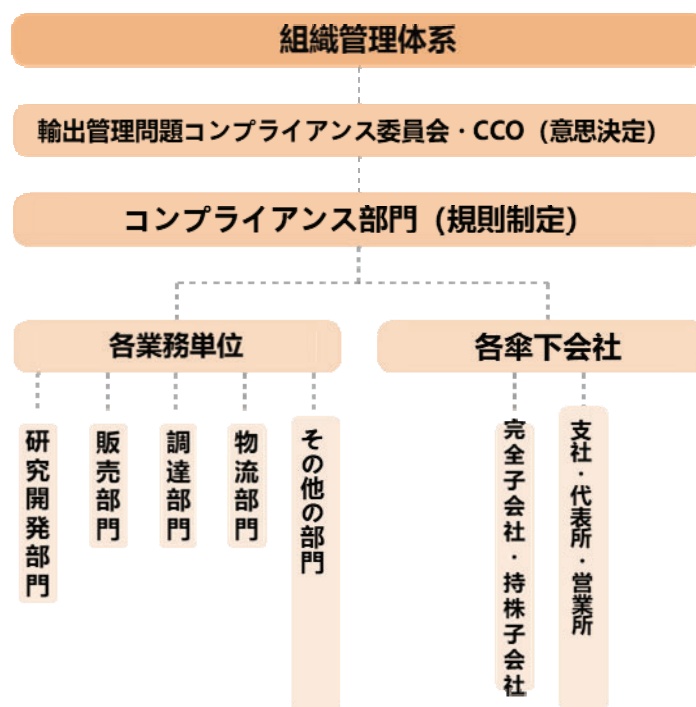 組織管理体系
輸出管理問題コンプライアンス委員会・CCO（意思決定）
コンプライアンス部門（規則制定）
各業務単位
各傘下会社
研究開発部門
販売部門
調達部門
物流部門
その他の部門
完全子会社・持株子会社
支社・代表所・営業所